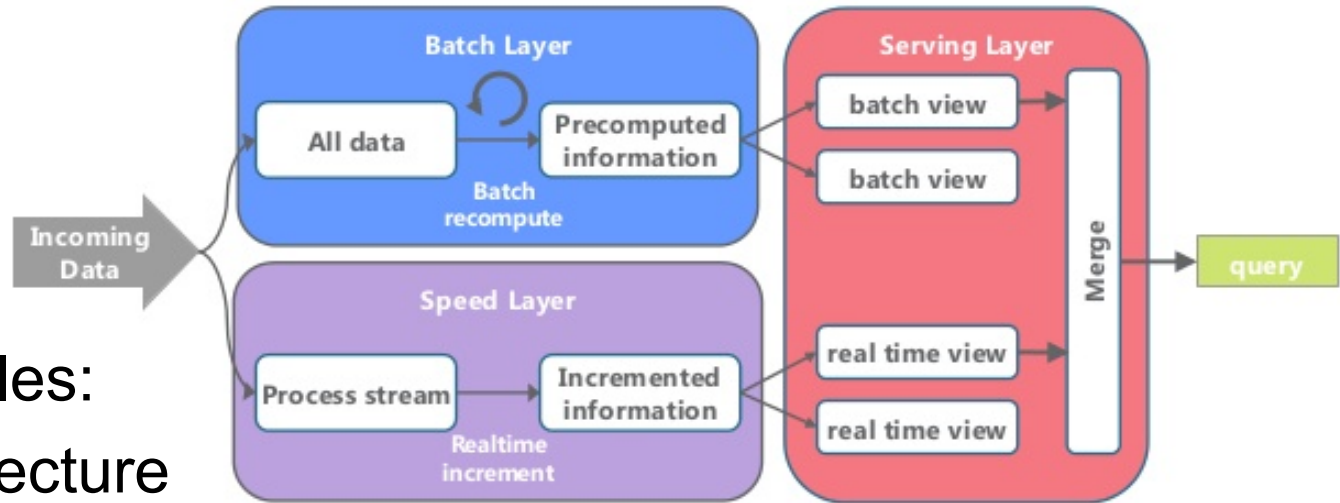 Batch Layer
All data
Precomputed
information
Batch
recompute
Incoming
Data
Speed Layer
Process stream
Incremented
information
Realtime
increment
Serving Layer
batch view
batch view
real time view
real time view
Merge
query
les:
ecture